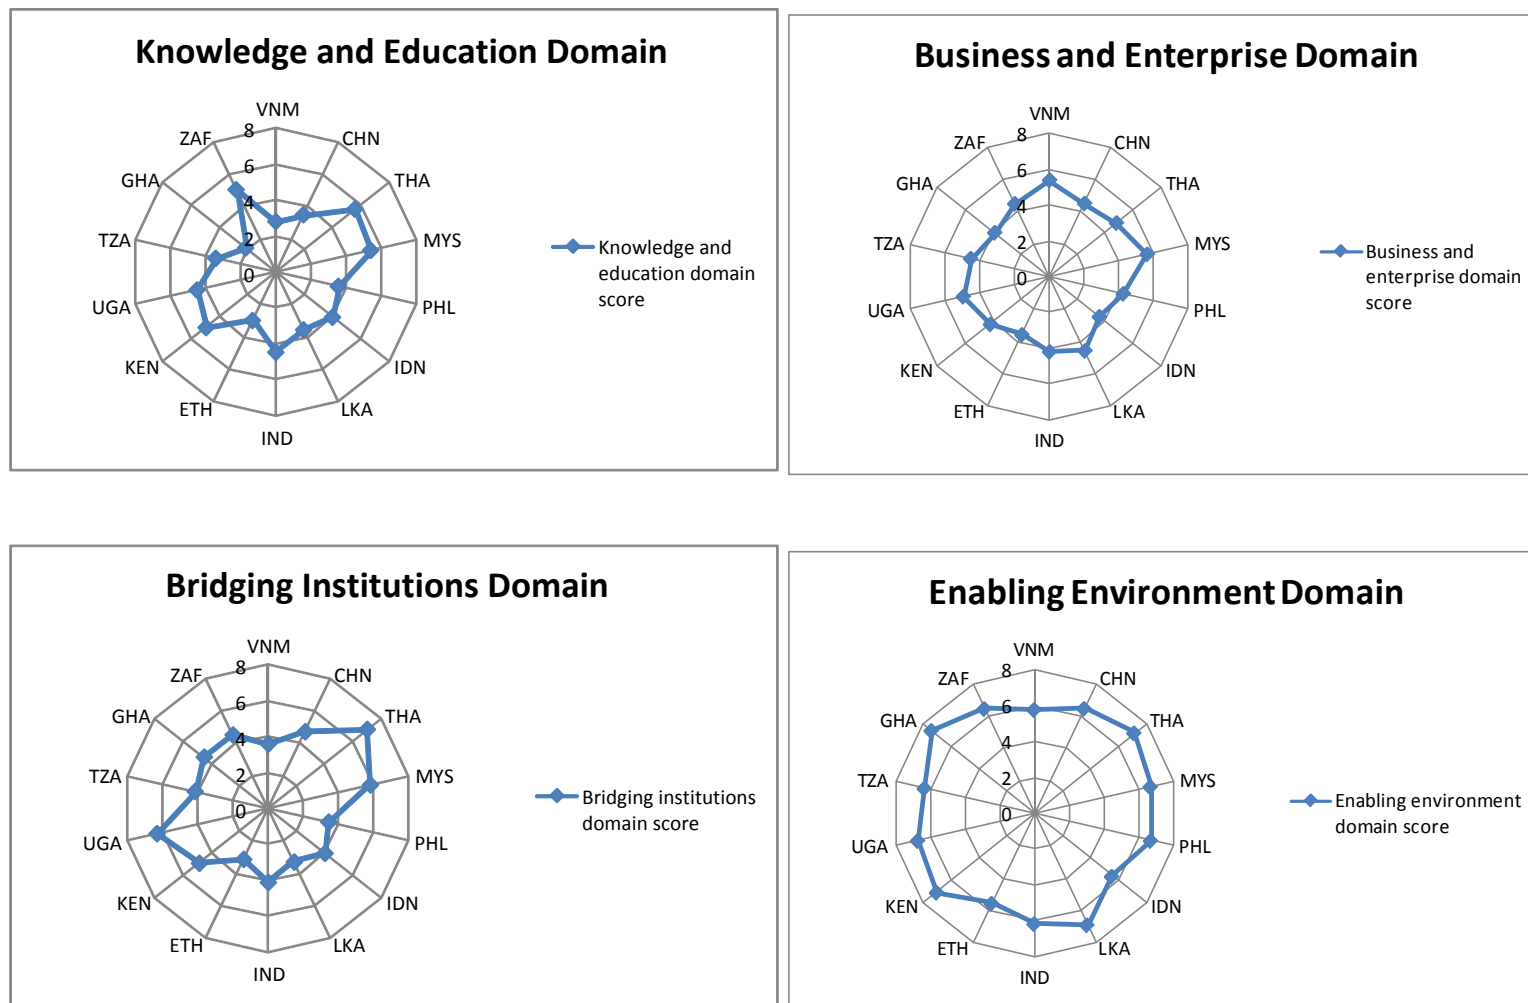 Knowledge and Education Domain
VNM
8
ZAF
CHN
6
GHA
THA
4
2
TZA
MYS
0
Knowledge and
education domain
score
UGA
PHL
KEN
IDN
ETH
LKA
IND
Business and Enterprise Domain
VNM
8
ZAF
CHN
6
GHA
THA
4
2
TZA
MYS
0
Business and
enterprise domain
score
UGA
PHL
KEN
IDN
ETH
LKA
IND
Bridging Institutions Domain
VNM
8
ZAF
CHN
6
GHA
THA
4
2
TZA
MYS
0
Bridging institutions
domain score
UGA
PHL
KEN
IDN
ETH
LKA
IND
Enabling Environment Domain
VNM
8
ZAF
CHN
6
GHA
THA
4
2
TZA
MYS
0
Enabling environment
domain score
UGA
PHL
KEN
IDN
ETH
LKA
IND